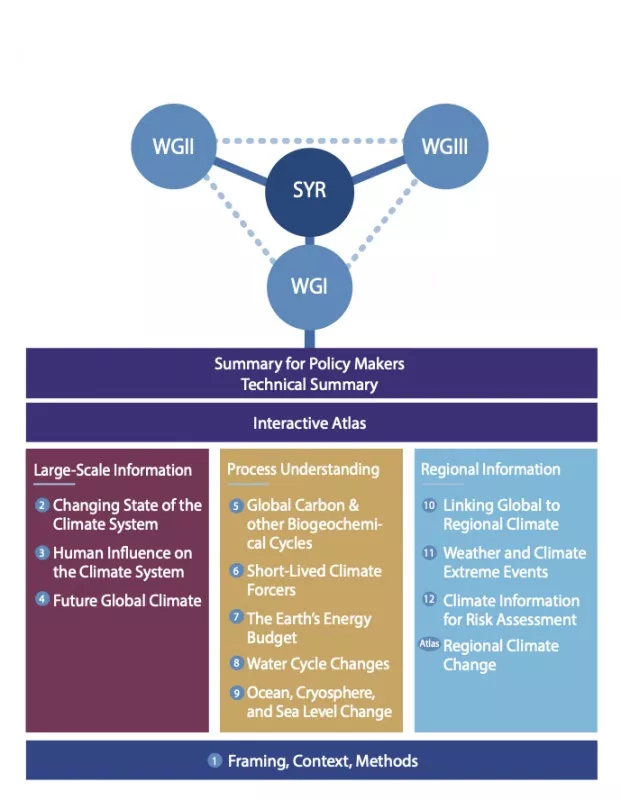 WGII
WGIII
SYR
WGI
Summary for Policy Makers
Technical Summary
Interactive Atlas
Large-Scale Information
2 Changing State of the
Climate System
3 Human Influence on
the Climate System
4 Future Global Climate
Process Understanding
5 Global Carbon &
other Biogeochemi-
cal Cycles
6 Short-Lived Climate
Forcers
7 The Earth's Energy
Budget
8 Water Cycle Changes
9 Ocean, Cryosphere,
and Sea Level Change
Regional Information
10 Linking Global to
Regional Climate
11 Weather and Climate
Extreme Events
12 Climate Information
for Risk Assessment
Atlas Regional Climate
Change
1 Framing, Context, Methods